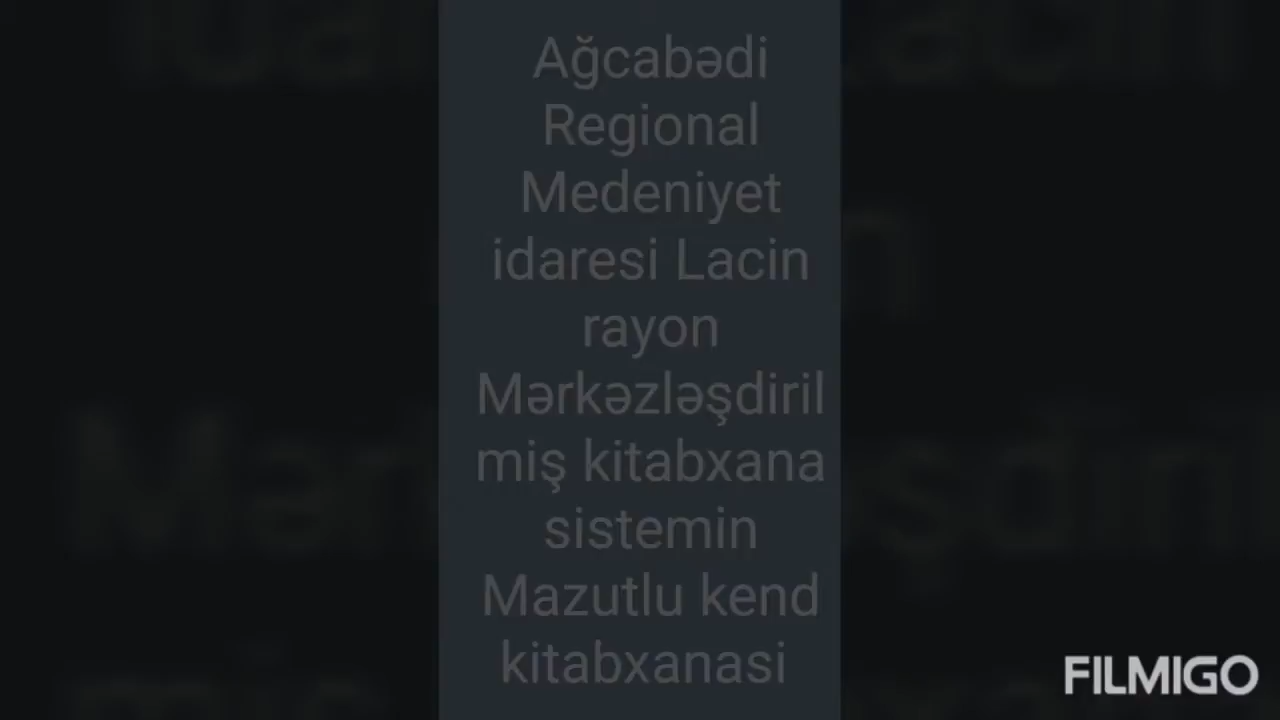 Ağcabədi
Regional
Medeniyet
idaresi Lacin
rayon
Mərkəzləşdiril
miş kitabxana
sistemin
Mazutlu kend
kitabxanasi
FILMIGO